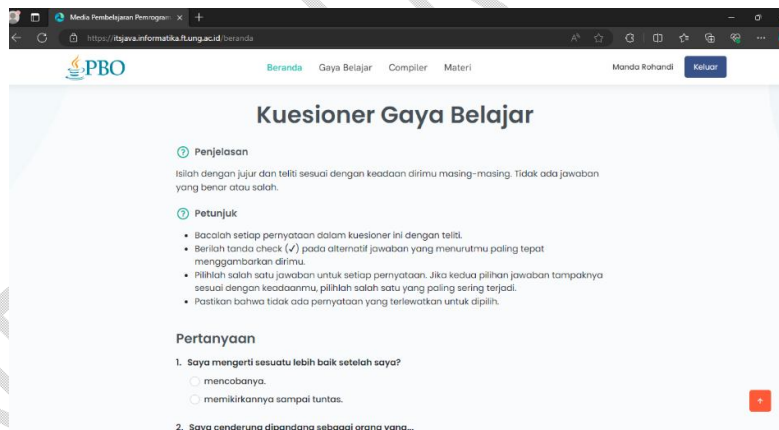 Media Pembelajaran Pemrogram
https://itsjava.informatika.ft.ung.ac.id/beranda
PBO
Beranda Gaya Belajar Compiler Materi Manda Rohandi Keluar
Kuesioner Gaya Belajar
Penjelasan
Isilah dengan jujur dan teliti sesuai dengan keadaan dirimu masing-masing. Tidak ada jawaban
yang benar atau salah.
Petunjuk
• Bacalah setiap pernyataan dalam kuesioner ini dengan teliti.
• Berilah tanda check (✓) pada alternatif jawaban yang menurutmu paling tepat
menggambarkan dirimu.
• Pilihlah salah satu jawaban untuk setiap pernyataan. Jika kedua pilihan jawaban tampaknya
sesuai dengan keadaanmu, pilihlah salah satu yang paling sering terjadi.
• Pastikan bahwa tidak ada pernyataan yang terlewatkan untuk dipilih.
Pertanyaan
1. Saya mengerti sesuatu lebih baik setelah saya?
mencobanya.
memikirkannya sampai tuntas.
2. Saya cenderung dipandang sebagai orang yang...